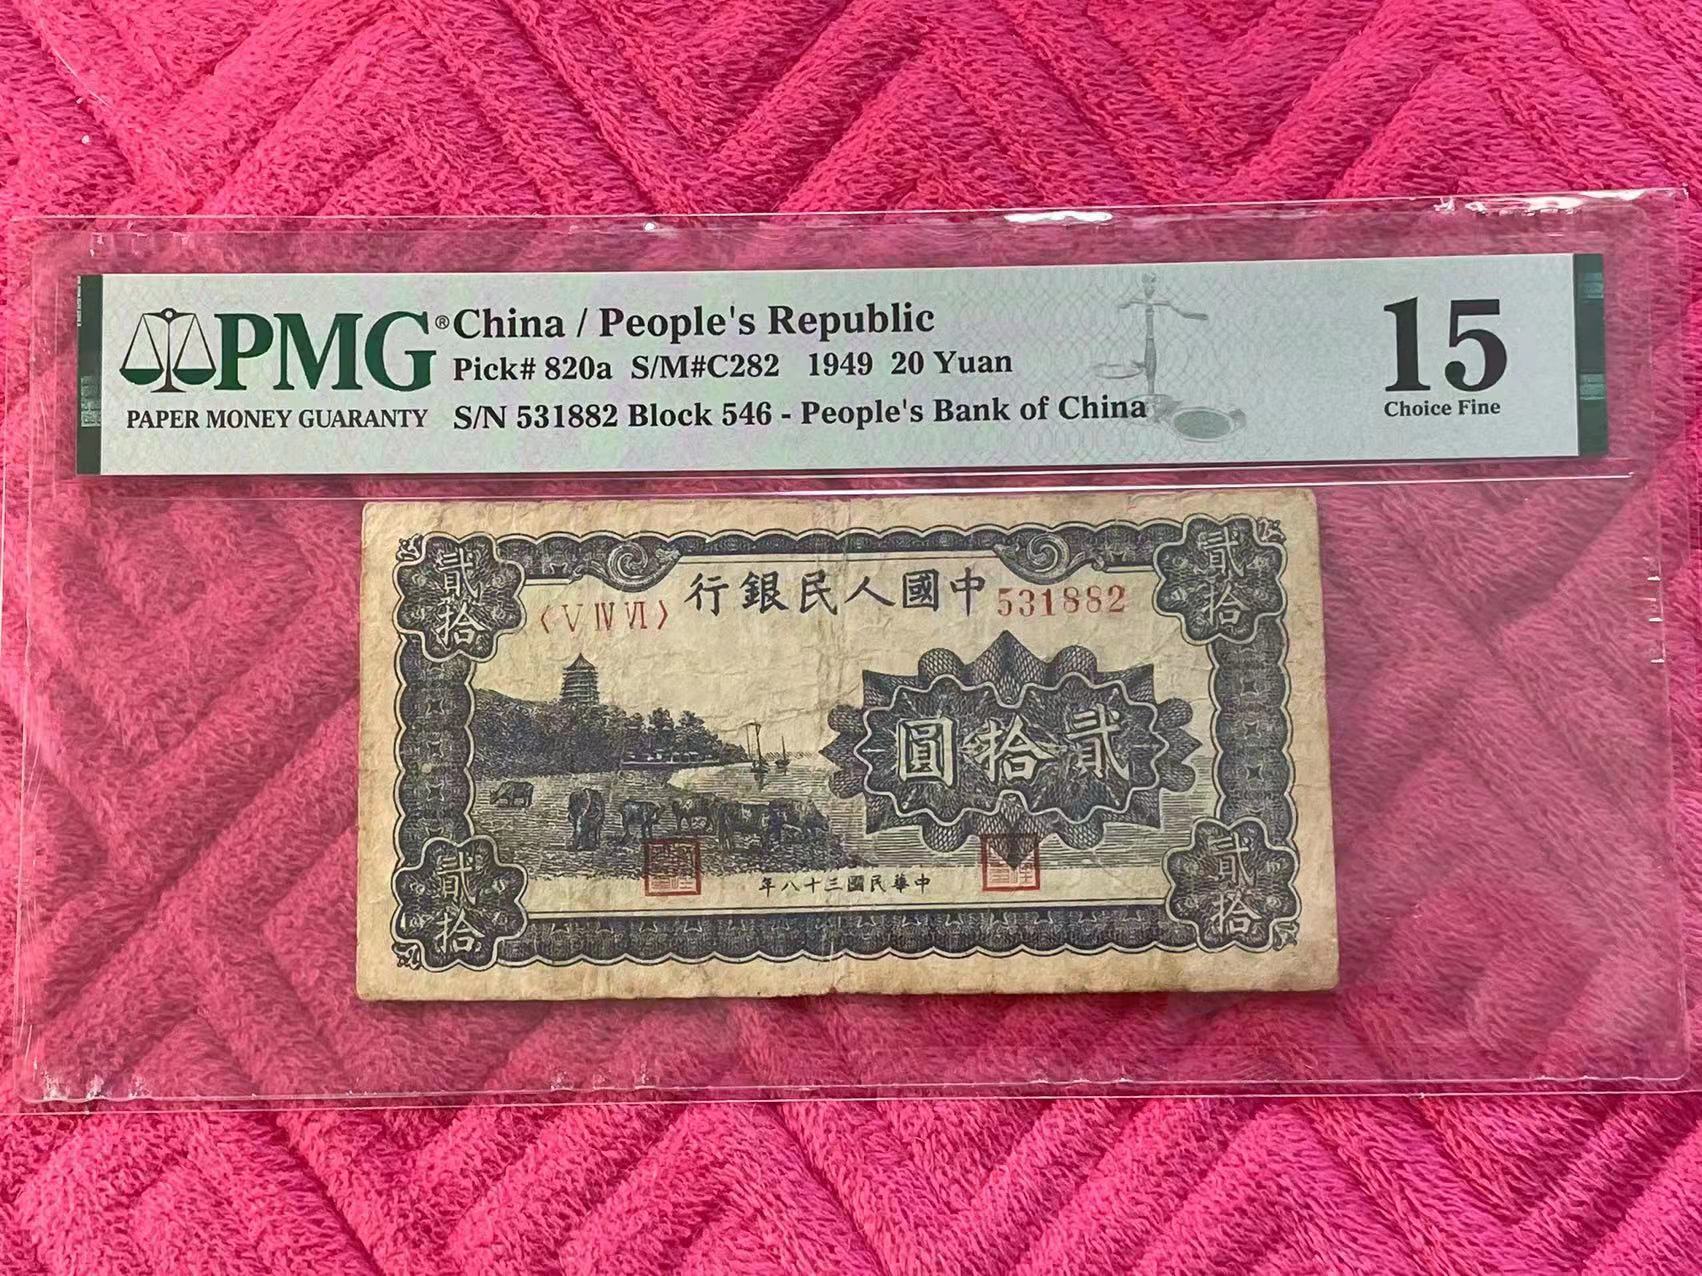 PMG®
PAPER MONEY GUARANTY
China / People's Republic
Pick# 820a S/M#C282 1949 20 Yuan
S/N 531882 Block 546 - People's Bank of China
15
Choice Fine
貳拾
貳拾
行銀民人國中
〈V IV VI〉
531882
圓拾貳
年八十三國民華中
貳拾
貳拾